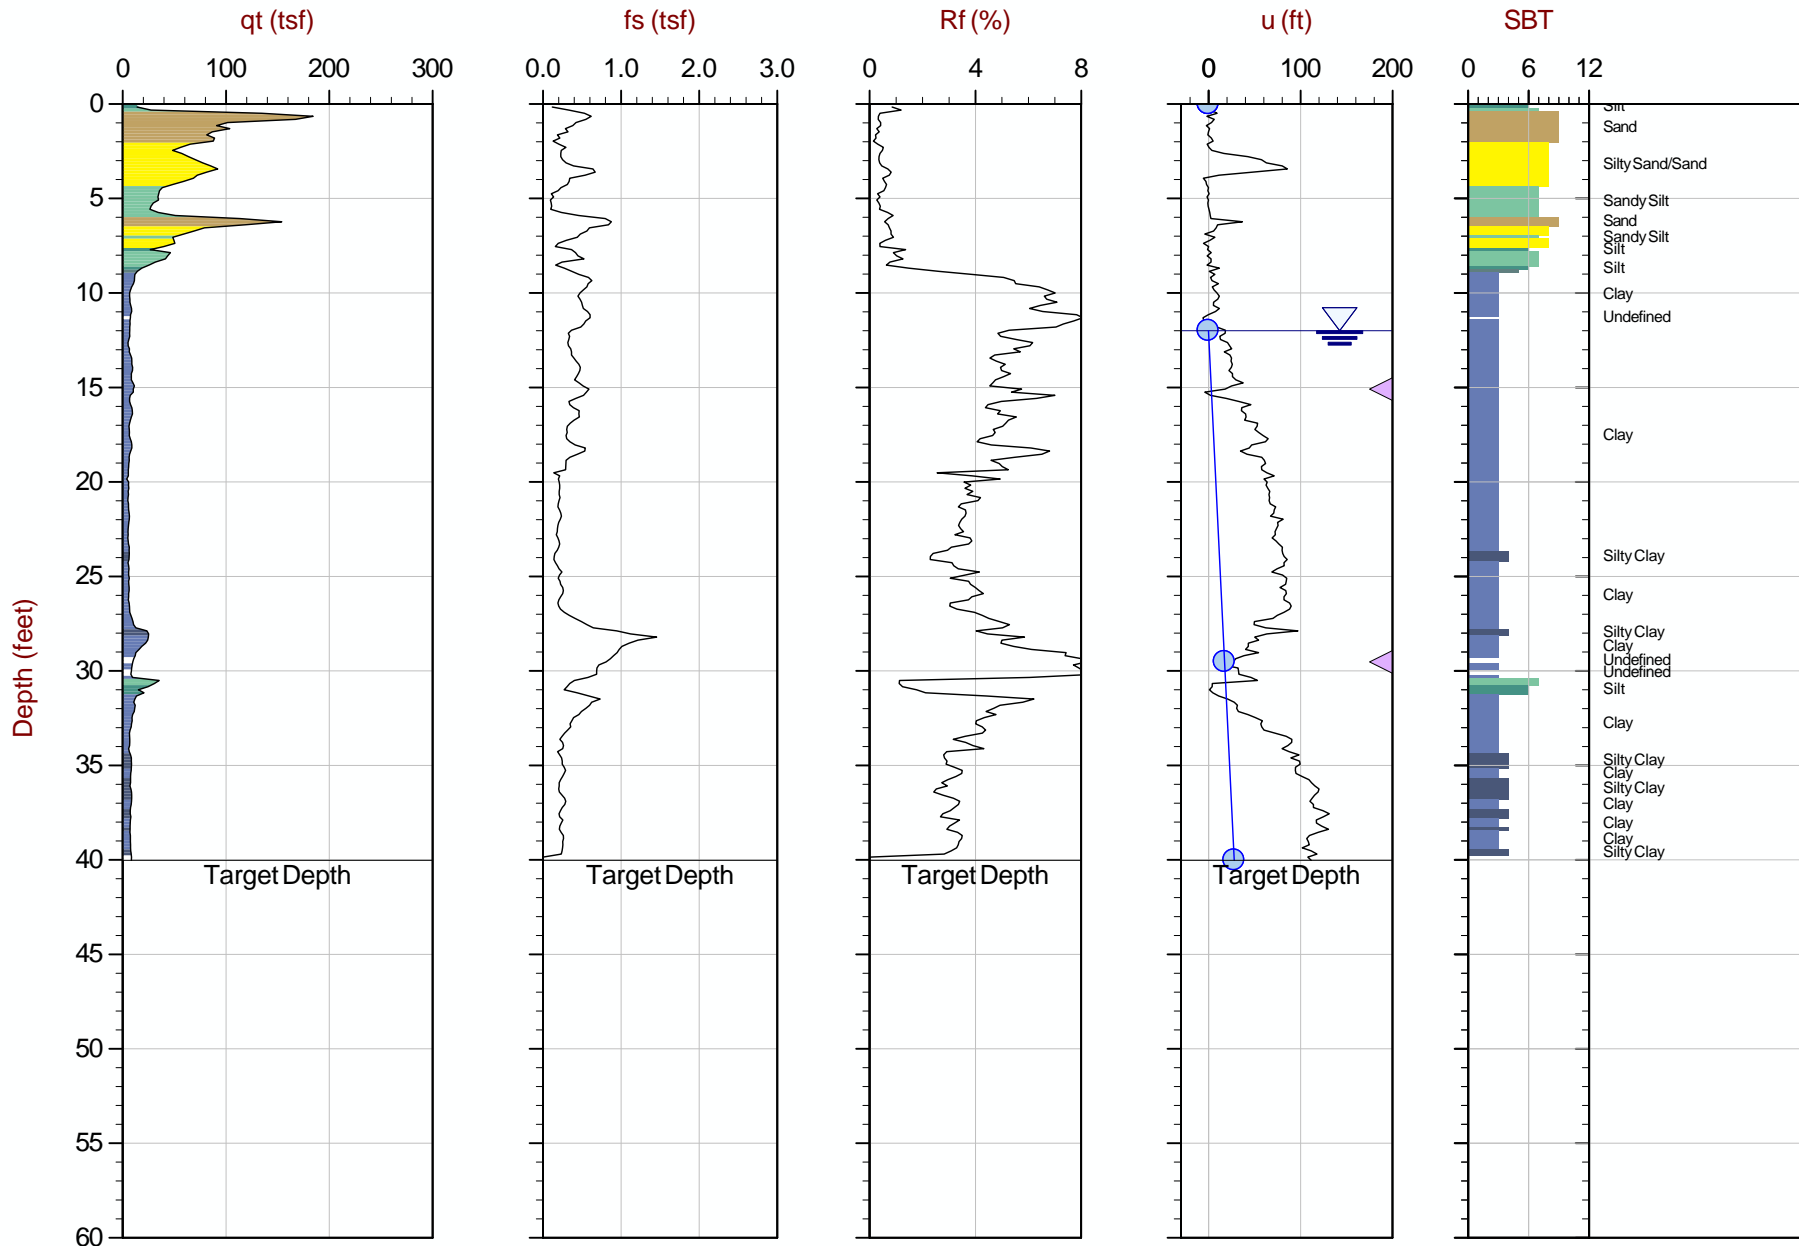 qt (tsf)
fs (tsf)
Rf (%)
u (ft)
SBT
0 100 200 300
0.0 1.0 2.0 3.0
0 4 8
0 100 200
0 6 12
Depth (feet)
0
5
10
15
20
25
30
35
40
45
50
55
60
Silt
Sand
Silty Sand/Sand
Sandy Silt
Sand
Sandy Silt
Silt
Silt
Clay
Undefined
Clay
Silty Clay
Clay
Silty Clay
Clay
Undefined
Undefined
Silt
Clay
Silty Clay
Clay
Silty Clay
Clay
Clay
Clay
Silty Clay
Target Depth
Target Depth
Target Depth
Target Depth